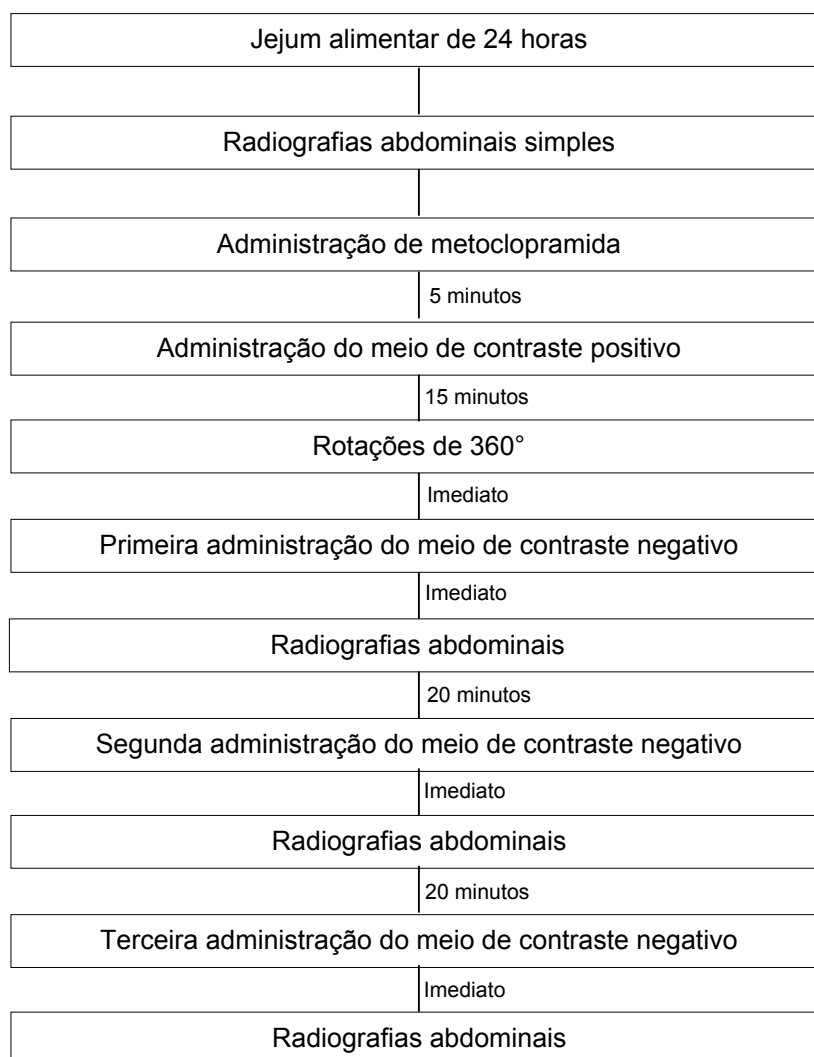 Jejum alimentar de 24 horas
Radiografias abdominais simples
Administração de metoclopramida
5 minutos
Administração do meio de contraste positivo
15 minutos
Rotações de 360°
Imediato
Primeira administração do meio de contraste negativo
Imediato
Radiografias abdominais
20 minutos
Segunda administração do meio de contraste negativo
Imediato
Radiografias abdominais
20 minutos
Terceira administração do meio de contraste negativo
Imediato
Radiografias abdominais